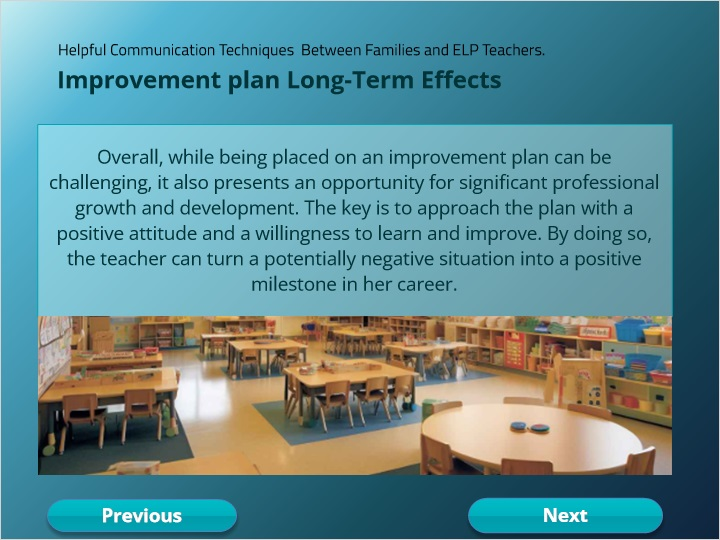 Helpful Communication Techniques  Between Families and ELP Teachers.
Improvement plan Long-Term Effects
Overall, while being placed on an improvement plan can be
challenging, it also presents an opportunity for significant professional
growth and development. The key is to approach the plan with a
positive attitude and a willingness to learn and improve. By doing so,
the teacher can turn a potentially negative situation into a positive
milestone in her career.
Previous
Next